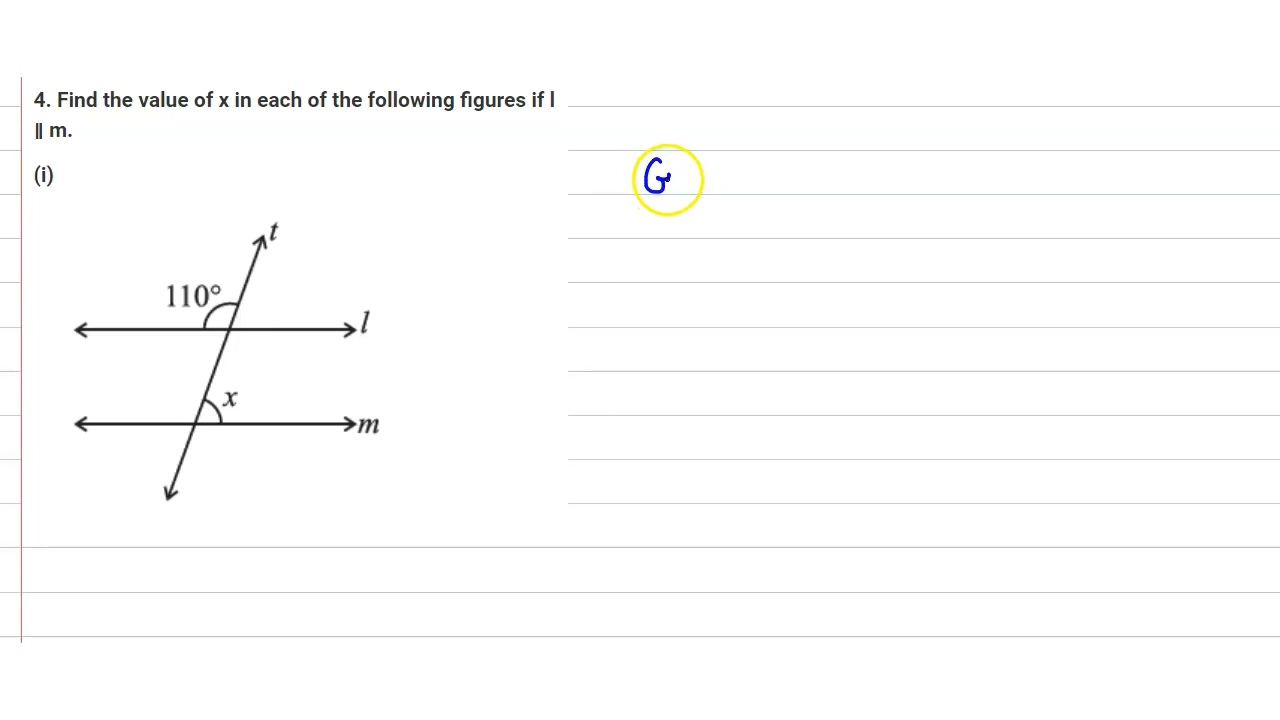 4. Find the value of x in each of the following figures if l
∥ m.
(i)
G
t
110°
l
x
m